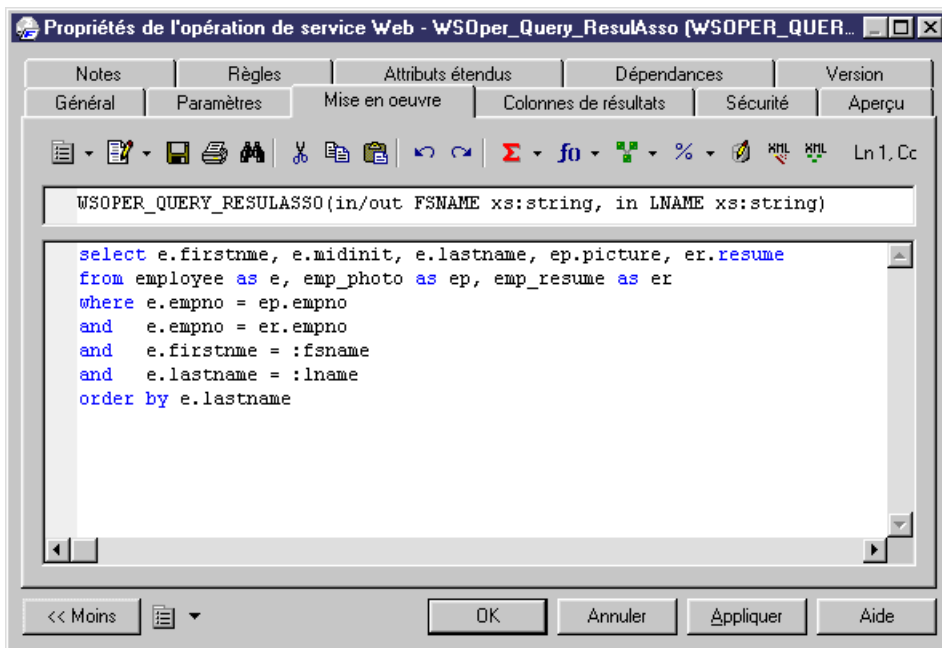 Propriétés de l'opération de service Web - WSOper_Query_ResulAsso (WSOPER_QUER...
Notes Règles Attributs étendus Dépendances Version
Général Paramètres Mise en oeuvre Colonnes de résultats Sécurité Aperçu
Σ f() % XML XML Ln 1, Cc
WSOPER_QUERY_RESULASSO(in/out FSNAME xs:string, in LNAME xs:string)
select e.firstnme, e.midinit, e.lastname, ep.picture, er.resume
from employee as e, emp_photo as ep, emp_resume as er
where e.empno = ep.empno
and   e.empno = er.empno
and   e.firstnme = :fsname
and   e.lastname = :lname
order by e.lastname
<< Moins OK Annuler Appliquer Aide